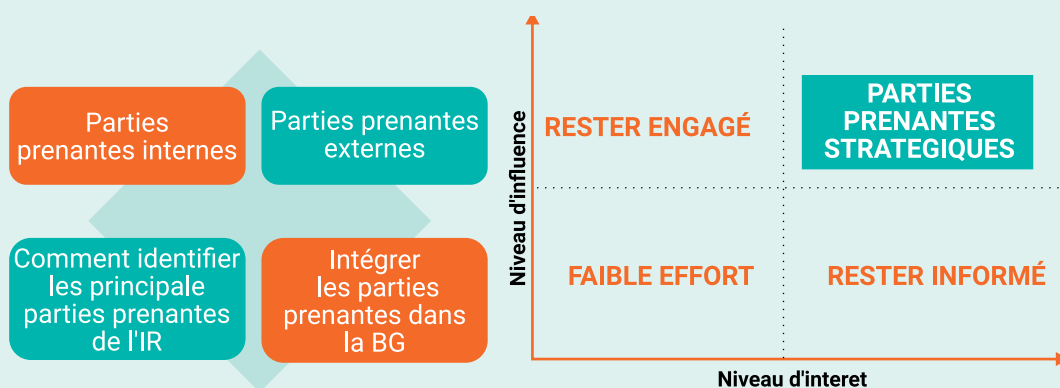 Parties
prenantes internes
Parties prenantes
externes
Comment identifier
les principale
parties prenantes
de l'IR
Intégrer
les parties
prenantes dans
la BG
Niveau d'influence
RESTER ENGAGÉ
PARTIES
PRENANTES
STRATEGIQUES
FAIBLE EFFORT
RESTER INFORMÉ
Niveau d'interet